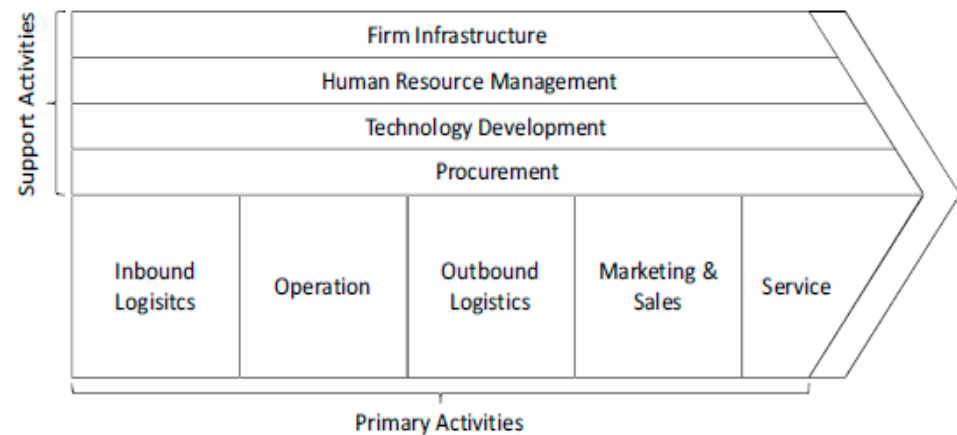 Support Activities
Firm Infrastructure
Human Resource Management
Technology Development
Procurement
Inbound
Logisitcs
Operation
Outbound
Logistics
Marketing &
Sales
Service
Primary Activities